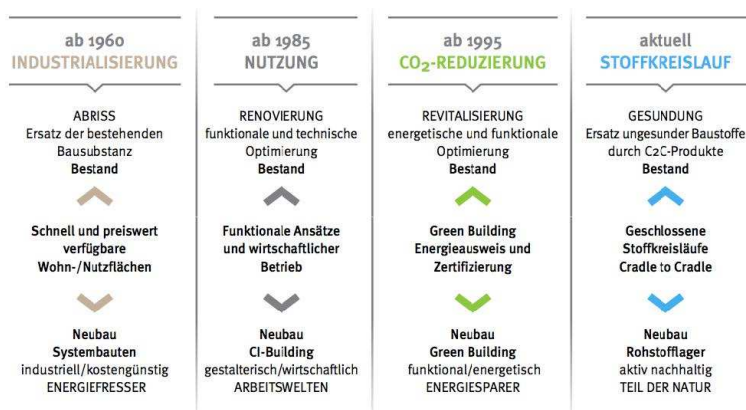 ab 1960
INDUSTRIALISIERUNG
ABRISS
Ersatz der bestehenden
Bausubstanz
Bestand
Schnell und preiswert
verfügbare
Wohn-/Nutzflächen
Neubau
Systembauten
industriell/kostengünstig
ENERGIEFRESSER
ab 1985
NUTZUNG
RENOVIERUNG
funktionale und technische
Optimierung
Bestand
Funktionale Ansätze
und wirtschaftlicher
Betrieb
Neubau
CI-Building
gestalterisch/wirtschaftlich
ARBEITSWELTEN
ab 1995
CO₂-REDUZIERUNG
REVITALISIERUNG
energetische und funktionale
Optimierung
Bestand
Green Building
Energieausweis und
Zertifizierung
Neubau
Green Building
funktional/energetisch
ENERGIESPARER
aktuell
STOFFKREISLAUF
GESUNDUNG
Ersatz ungesunder Baustoffe
durch C2C-Produkte
Bestand
Geschlossene
Stoffkreisläufe
Cradle to Cradle
Neubau
Rohstofflager
aktiv nachhaltig
TEIL DER NATUR